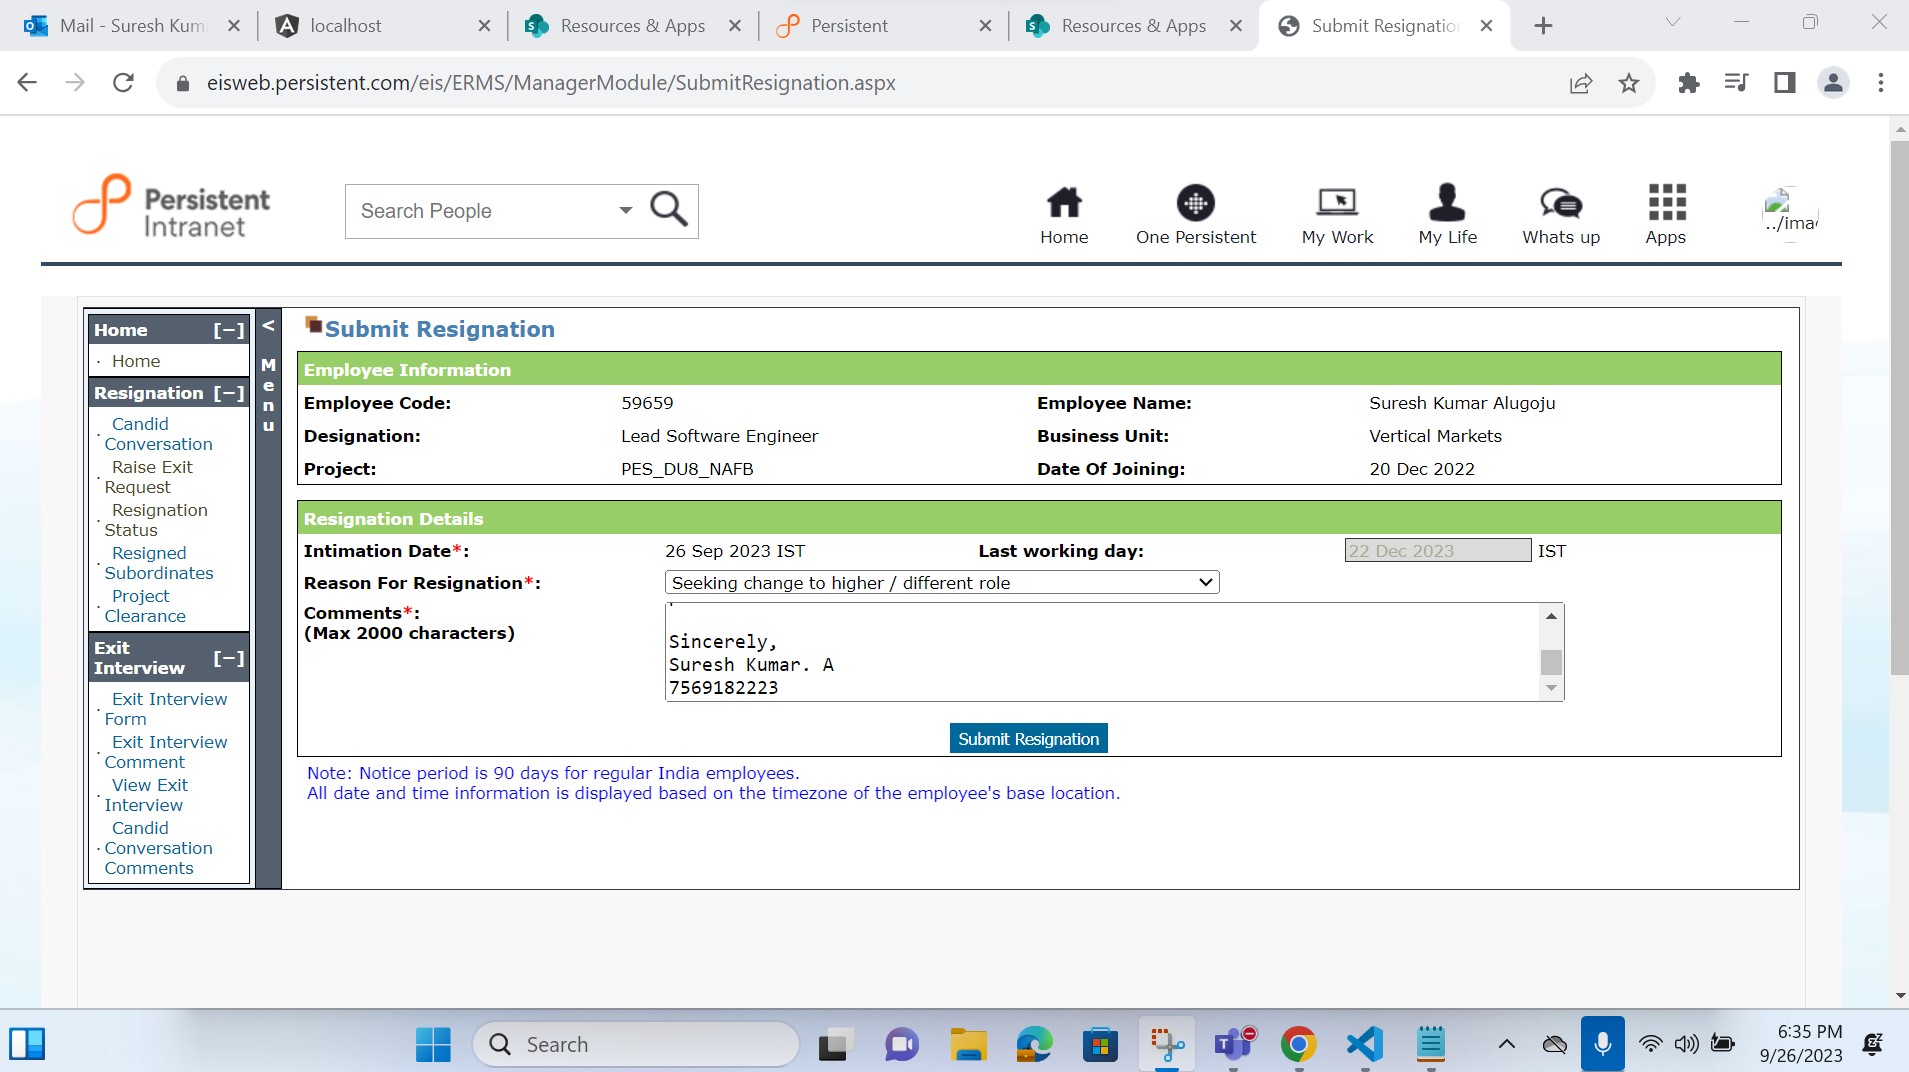 Mail - Suresh Kum
localhost
Resources & Apps
Persistent
Resources & Apps
Submit Resignation
eisweb.persistent.com/eis/ERMS/ManagerModule/SubmitResignation.aspx
Persistent
Intranet
Search People
Home
One Persistent
My Work
My Life
Whats up
Apps
../ima
Home [−]
· Home
Resignation [−]
· Candid
Conversation
· Raise Exit
Request
· Resignation
Status
· Resigned
Subordinates
· Project
Clearance
Exit
Interview [−]
· Exit Interview
Form
· Exit Interview
Comment
· View Exit
Interview
· Candid
Conversation
Comments
<
M
e
n
u
Submit Resignation
Employee Information
Employee Code: 59659 Employee Name: Suresh Kumar Alugoju
Designation: Lead Software Engineer Business Unit: Vertical Markets
Project: PES_DU8_NAFB Date Of Joining: 20 Dec 2022
Resignation Details
Intimation Date*: 26 Sep 2023 IST Last working day: 22 Dec 2023 IST
Reason For Resignation*: Seeking change to higher / different role
Comments*:
(Max 2000 characters)
Sincerely,
Suresh Kumar. A
7569182223
Submit Resignation
Note: Notice period is 90 days for regular India employees.
All date and time information is displayed based on the timezone of the employee's base location.
Search
6:35 PM
9/26/2023